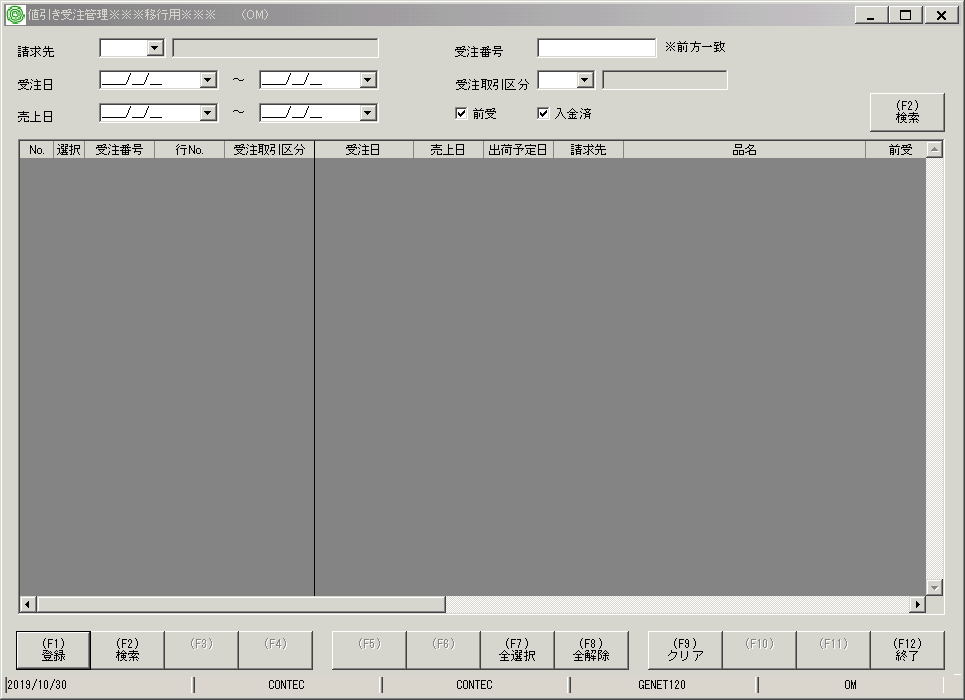 値引き受注管理※※※移行用※※※　　（OM）
請求先
受注番号
※前方一致
受注日 __/_/_ ～ __/_/_
受注取引区分
売上日 __/_/_ ～ __/_/_
前受
入金済
(F2)
検索
No. 選択 受注番号 行No. 受注取引区分 受注日 売上日 出荷予定日 請求先 品名 前受
(F1)
登録
(F2)
検索
(F3)
(F4)
(F5)
(F6)
(F7)
全選択
(F8)
全解除
(F9)
クリア
(F10)
(F11)
(F12)
終了
2019/10/30 CONTEC CONTEC GENET120 OM